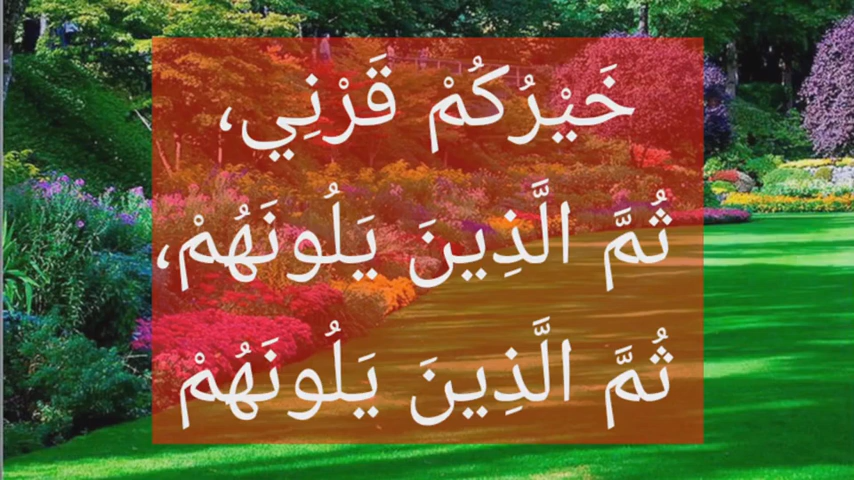 خَيْرُكُمْ قَرْنِي،
ثُمَّ الَّذِينَ يَلُونَهُمْ،
ثُمَّ الَّذِينَ يَلُونَهُمْ